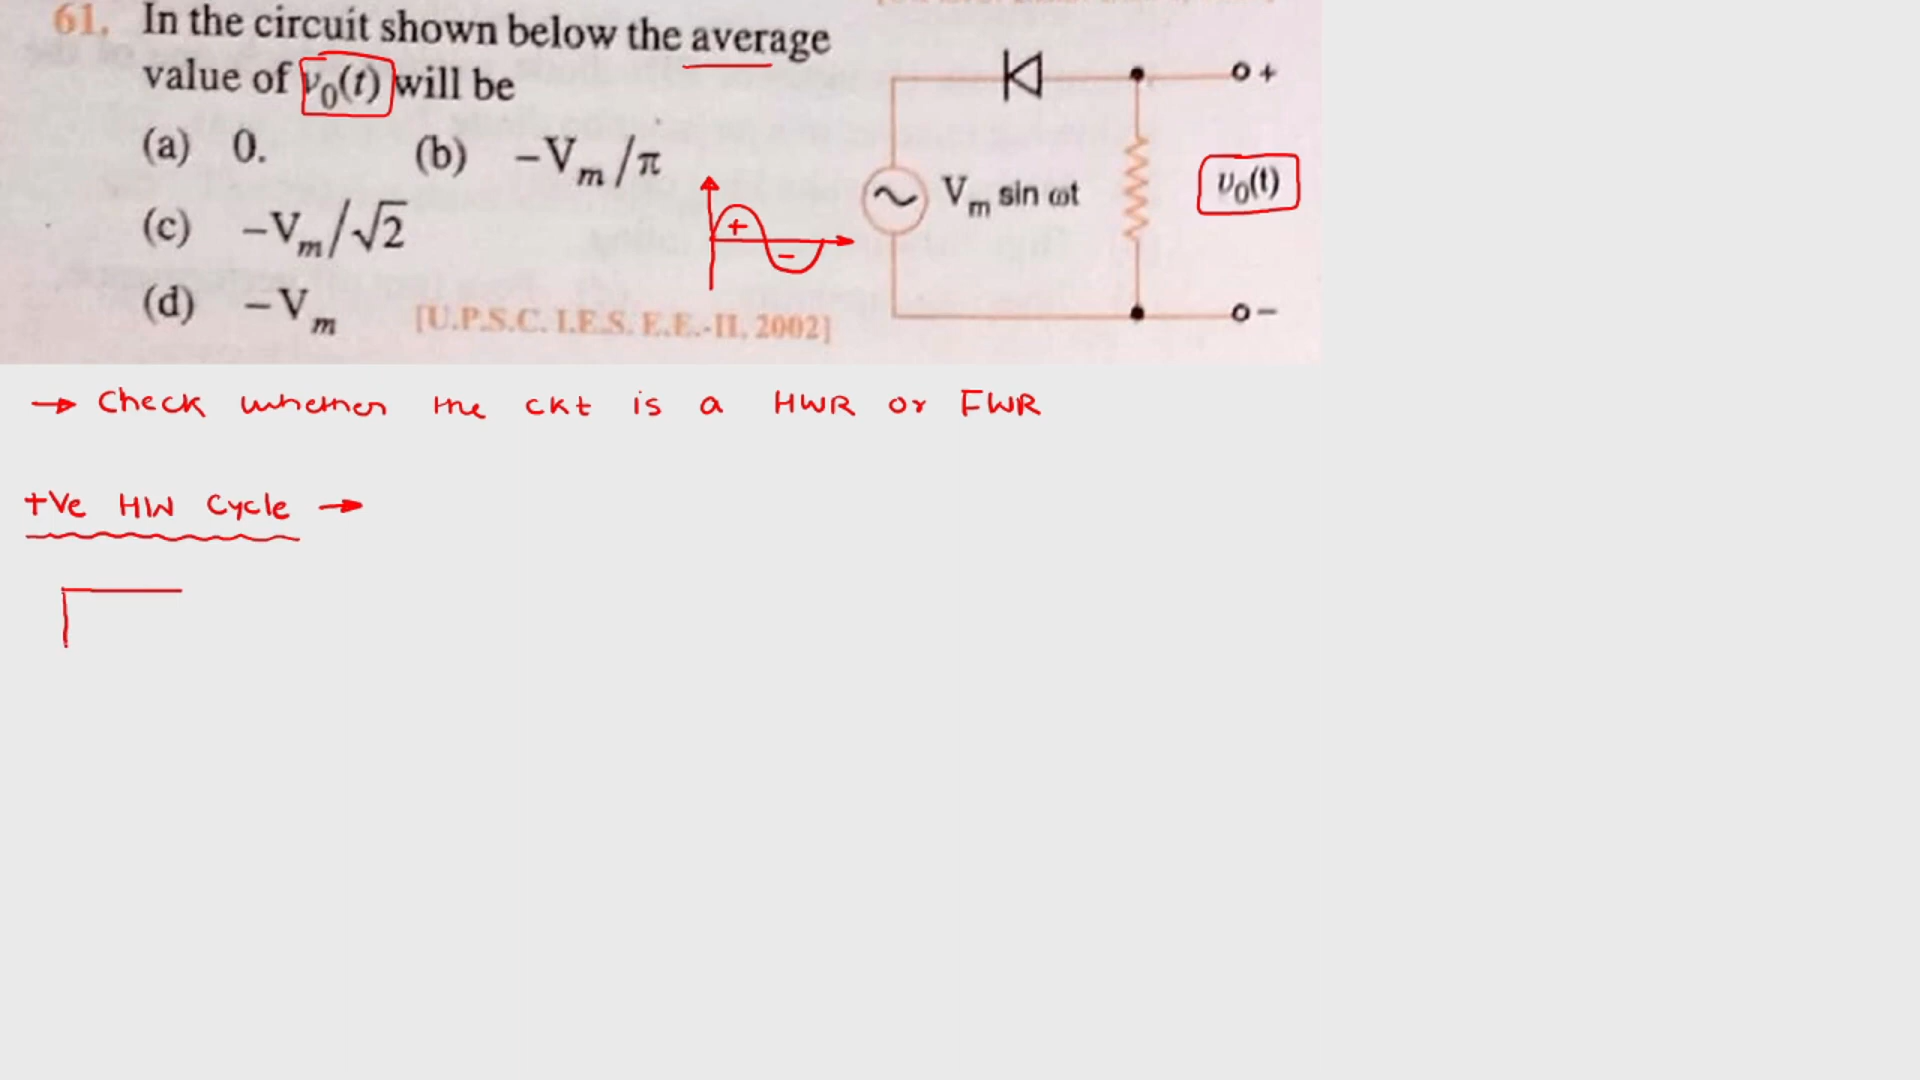 61. In the circuit shown below the average
value of v₀(t) will be
(a) 0. (b) −Vₘ/π
(c) −Vₘ/√2
(d) −Vₘ
[U.P.S.C. I.E.S. E.E.-II, 2002]
+
Vₘ sin ωt
v₀(t)
−
+
−
→ Check whether the ckt is a HWR or FWR
+ve HW Cycle →